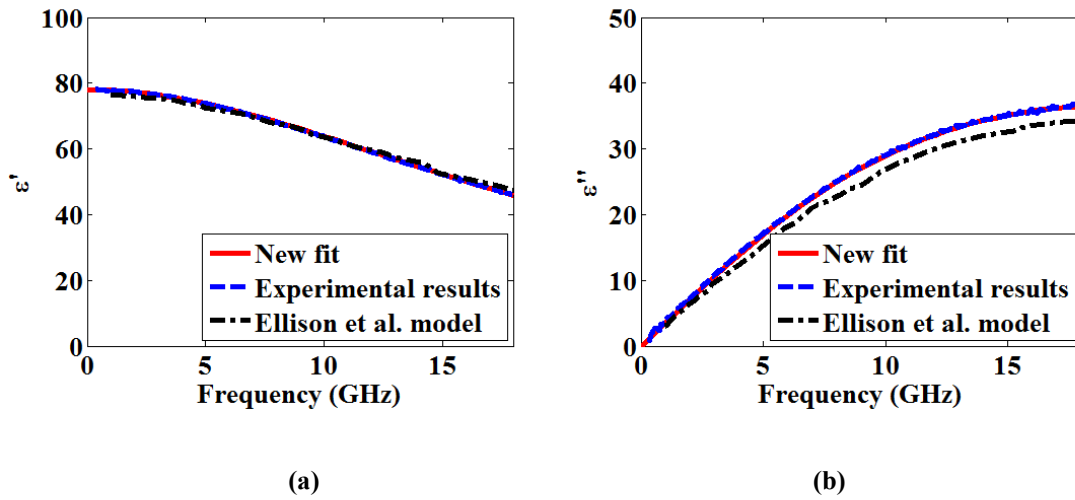 100
80
60
40
20
0
ε'
New fit
Experimental results
Ellison et al. model
0 5 10 15
Frequency (GHz)
(a)
50
40
30
20
10
0
ε''
New fit
Experimental results
Ellison et al. model
0 5 10 15
Frequency (GHz)
(b)